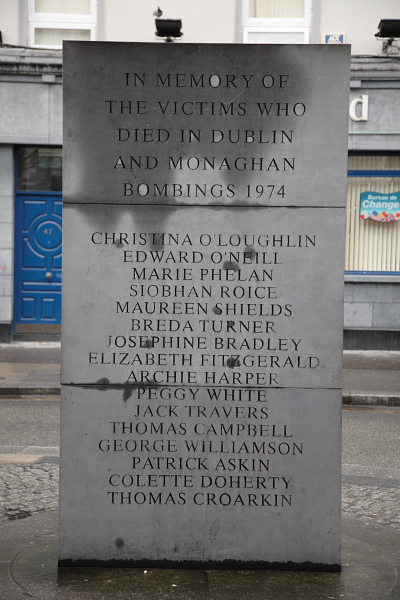 IN MEMORY OF
THE VICTIMS WHO
DIED IN DUBLIN
AND MONAGHAN
BOMBINGS 1974
CHRISTINA O'LOUGHLIN
EDWARD O'NEILL
MARIE PHELAN
SIOBHAN ROICE
MAUREEN SHIELDS
BREDA TURNER
JOSEPHINE BRADLEY
ELIZABETH FITZGERALD
ARCHIE HARPER
PEGGY WHITE
JACK TRAVERS
THOMAS CAMPBELL
GEORGE WILLIAMSON
PATRICK ASKIN
COLETTE DOHERTY
THOMAS CROARKIN
d
Bureau de
Change
42